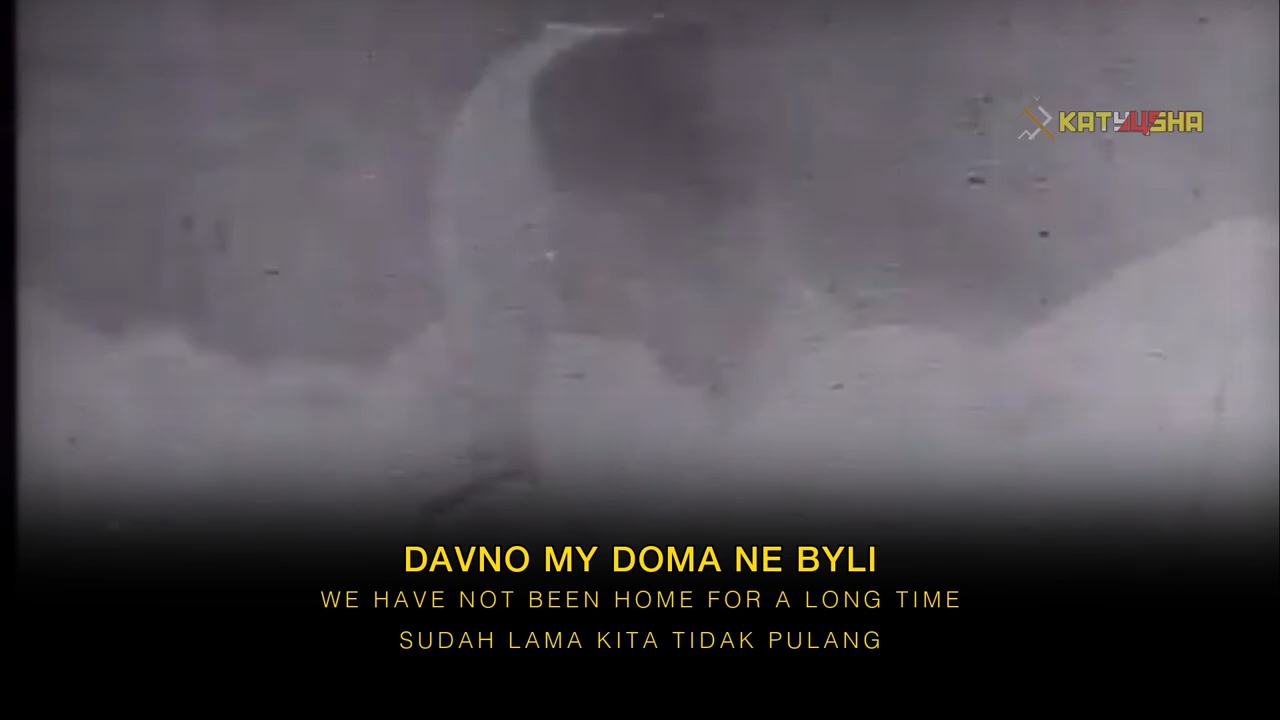 KATYUSHA
DAVNO MY DOMA NE BYLI
WE HAVE NOT BEEN HOME FOR A LONG TIME
SUDAH LAMA KITA TIDAK PULANG